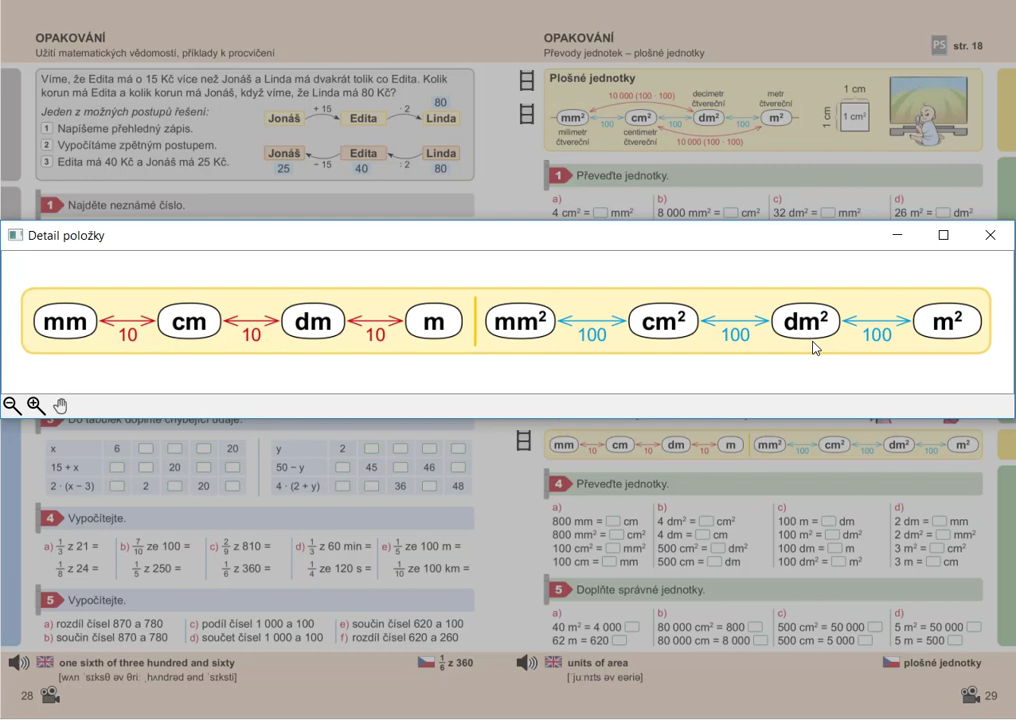 OPAKOVÁNÍ
Užití matematických vědomostí, příklady k procvičení
Víme, že Edita má o 15 Kč více než Jonáš a Linda má dvakrát tolik co Edita. Kolik
korun má Edita a kolik korun má Jonáš, když víme, že Linda má 80 Kč?
Jeden z možných postupů řešení:
1 Napíšeme přehledný zápis.
2 Vypočítáme zpětným postupem.
3 Edita má 40 Kč a Jonáš má 25 Kč.
80
+ 15 · 2
Jonáš Edita Linda
Jonáš Edita Linda
− 15 : 2
25 40 80
1 Najděte neznámé číslo.
OPAKOVÁNÍ
Převody jednotek – plošné jednotky
PS str. 18
Plošné jednotky
10 000 (100 · 100)
decimetr čtvereční
metr čtvereční
mm² 100 cm² 100 dm² 100 m²
milimetr čtvereční
centimetr čtvereční
10 000 (100 · 100)
1 cm
1 cm
1 cm²
1 Převeďte jednotky.
a) b) c) d)
4 cm² = mm² 8 000 mm² = cm² 32 dm² = mm² 26 m² = dm²
Detail položky
mm 10 cm 10 dm 10 m mm² 100 cm² 100 dm² 100 m²
x 6 20
15 + x 20
2 · (x − 3) 2 20
y 2
50 − y 45 46
4 · (2 + y) 36 48
4 Vypočítejte.
a) 1/3 z 21 = b) 7/10 ze 100 = c) 2/9 z 810 = d) 1/3 z 60 min = e) 1/5 ze 100 m =
1/8 z 24 = 1/5 z 250 = 1/6 z 360 = 1/4 ze 120 s = 1/10 ze 100 km =
5 Vypočítejte.
a) rozdíl čísel 870 a 780 c) podíl čísel 1 000 a 100 e) součin čísel 620 a 100
b) součin čísel 870 a 780 d) součet čísel 1 000 a 100 f) rozdíl čísel 620 a 260
one sixth of three hundred and sixty
1/6 z 360
[wʌn ˈsɪksθ əv θriː ˌhʌndrəd ənd ˈsɪksti]
28
mm 10 cm 10 dm 10 m mm² 100 cm² 100 dm² 100 m²
4 Převeďte jednotky.
a) b) c) d)
800 mm = cm 4 dm² = cm² 100 m = dm 2 dm = mm
800 mm² = cm² 4 dm = cm 100 m² = dm² 2 dm² = mm²
100 cm² = mm² 500 cm² = dm² 100 dm = m 3 m² = cm²
100 cm = mm 500 cm = dm 100 dm² = m² 3 m = cm
5 Doplňte správné jednotky.
a) b) c) d)
40 m² = 4 000 80 000 cm² = 800 500 cm² = 50 000 5 m² = 50 000
62 m = 620 80 000 cm = 8 000 500 cm = 5 000 5 m = 500
units of area
plošné jednotky
[ˈjuːnɪts əv eəriə]
29